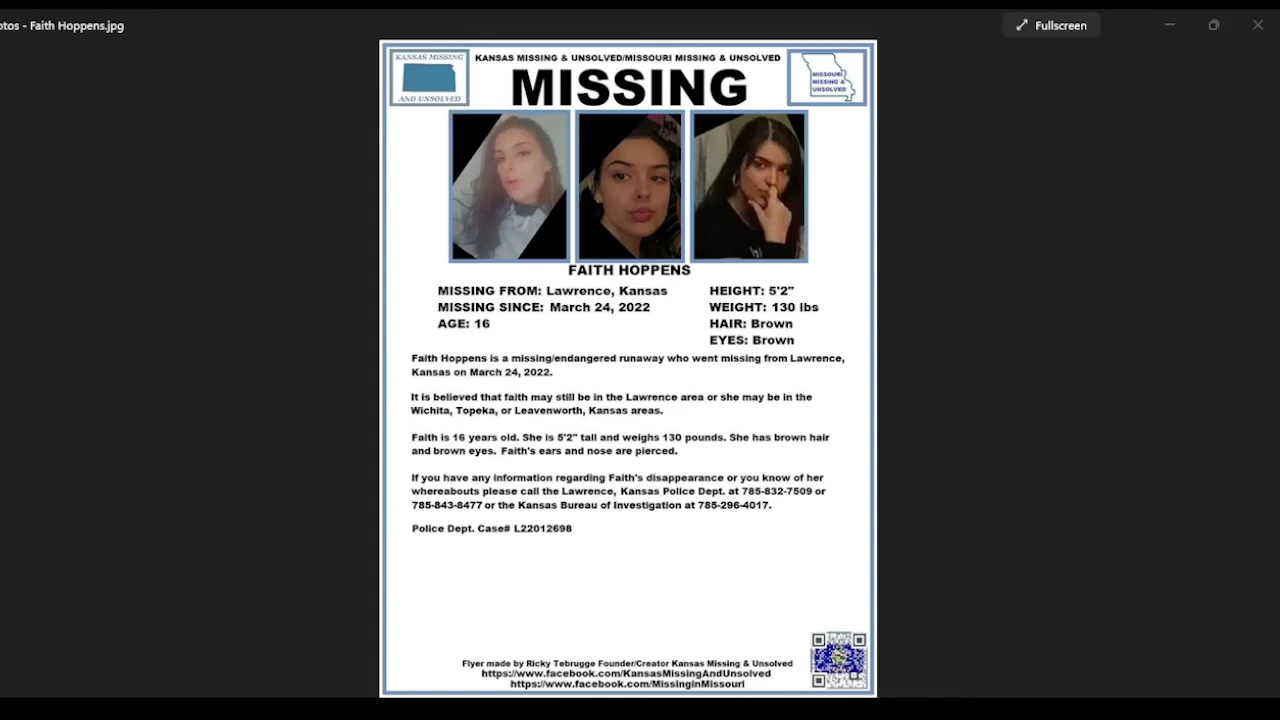 otos - Faith Hoppens.jpg
Fullscreen
KANSAS MISSING
AND UNSOLVED
KANSAS MISSING & UNSOLVED/MISSOURI MISSING & UNSOLVED
MISSING
MISSOURI
MISSING &
UNSOLVED
FAITH HOPPENS
MISSING FROM: Lawrence, Kansas
MISSING SINCE: March 24, 2022
AGE: 16
HEIGHT: 5'2"
WEIGHT: 130 lbs
HAIR: Brown
EYES: Brown
Faith Hoppens is a missing/endangered runaway who went missing from Lawrence,
Kansas on March 24, 2022.
It is believed that faith may still be in the Lawrence area or she may be in the
Wichita, Topeka, or Leavenworth, Kansas areas.
Faith is 16 years old. She is 5'2" tall and weighs 130 pounds. She has brown hair
and brown eyes. Faith's ears and nose are pierced.
If you have any information regarding Faith's disappearance or you know of her
whereabouts please call the Lawrence, Kansas Police Dept. at 785-832-7509 or
785-843-8477 or the Kansas Bureau of Investigation at 785-296-4017.
Police Dept. Case# L22012698
Flyer made by Ricky Tebrugge Founder/Creator Kansas Missing & Unsolved
https://www.facebook.com/KansasMissingAndUnsolved
https://www.facebook.com/MissinginMissouri